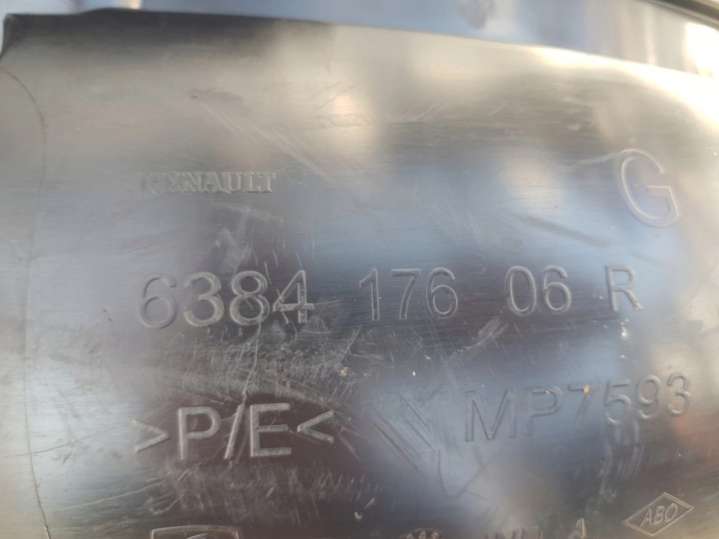 RENAULT
G
6384 176 06 R
>P/E< MP7593
ABO